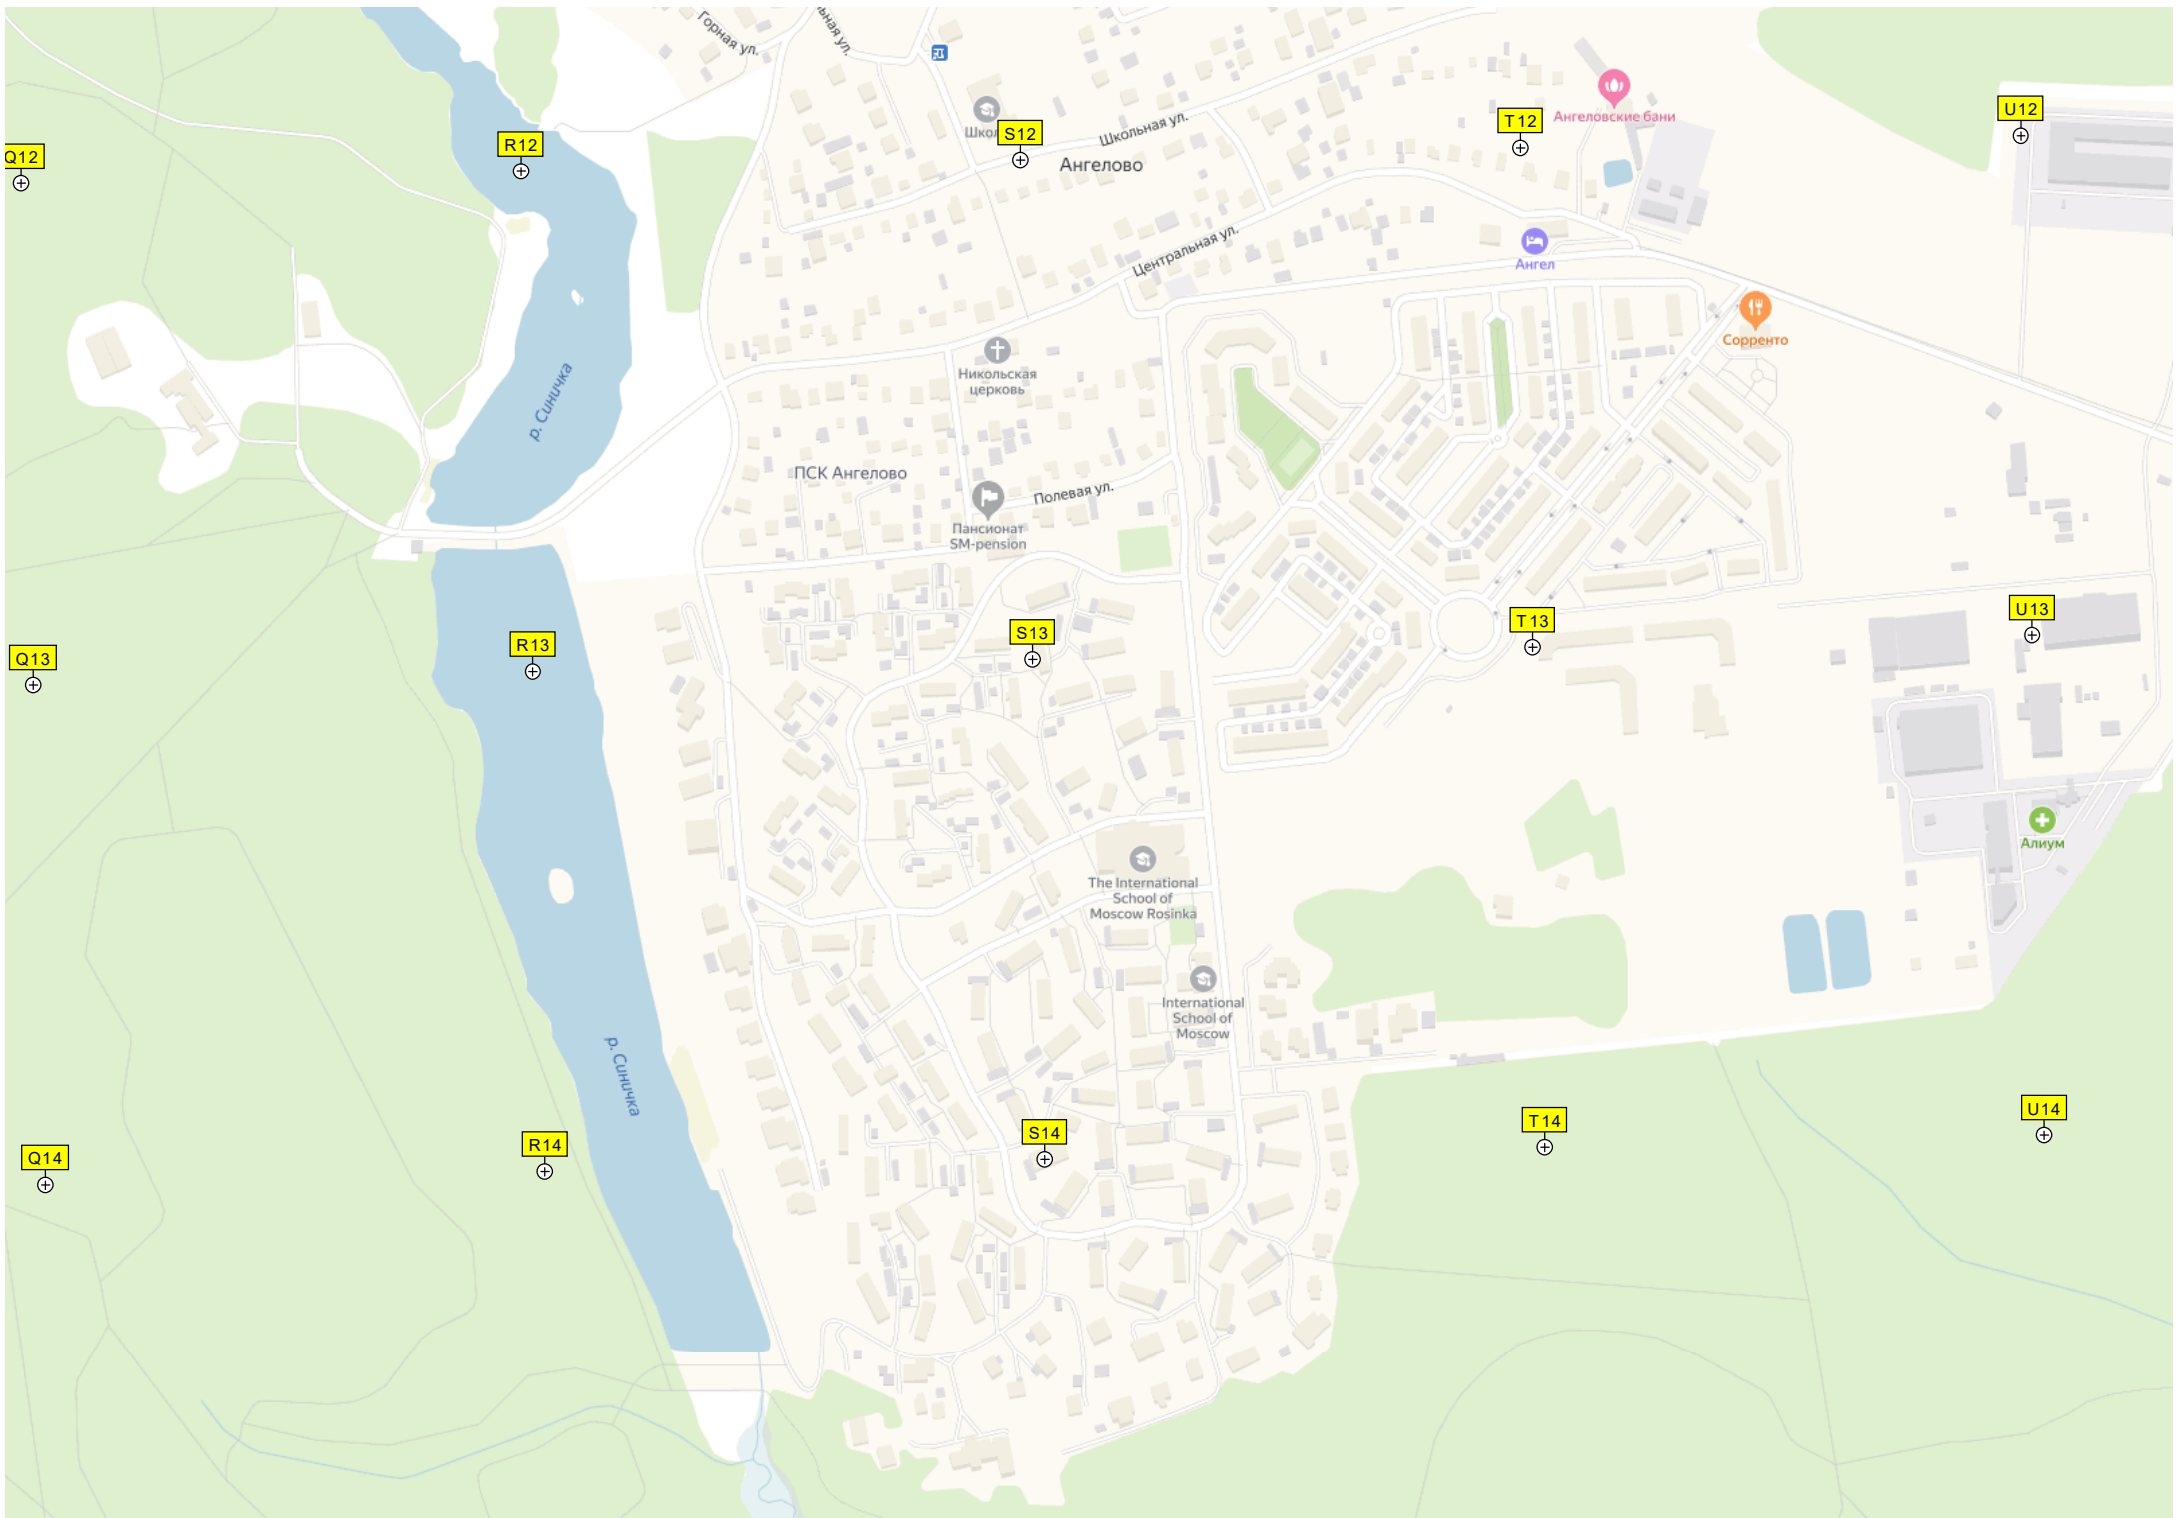 Горная ул.
ьная ул.
Шко
S12
Школьная ул.
T12
Ангеловские бани
U12
Q12
R12
Ангелово
Центральная ул.
Ангел
Сорренто
Никольская
церковь
р. Синичка
ПСК Ангелово
Полевая ул.
Пансионат
SM-pension
Q13
R13
S13
T13
U13
Алиум
The International
School of
Moscow Rosinka
International
School of
Moscow
р. Синичка
Q14
R14
S14
T14
U14